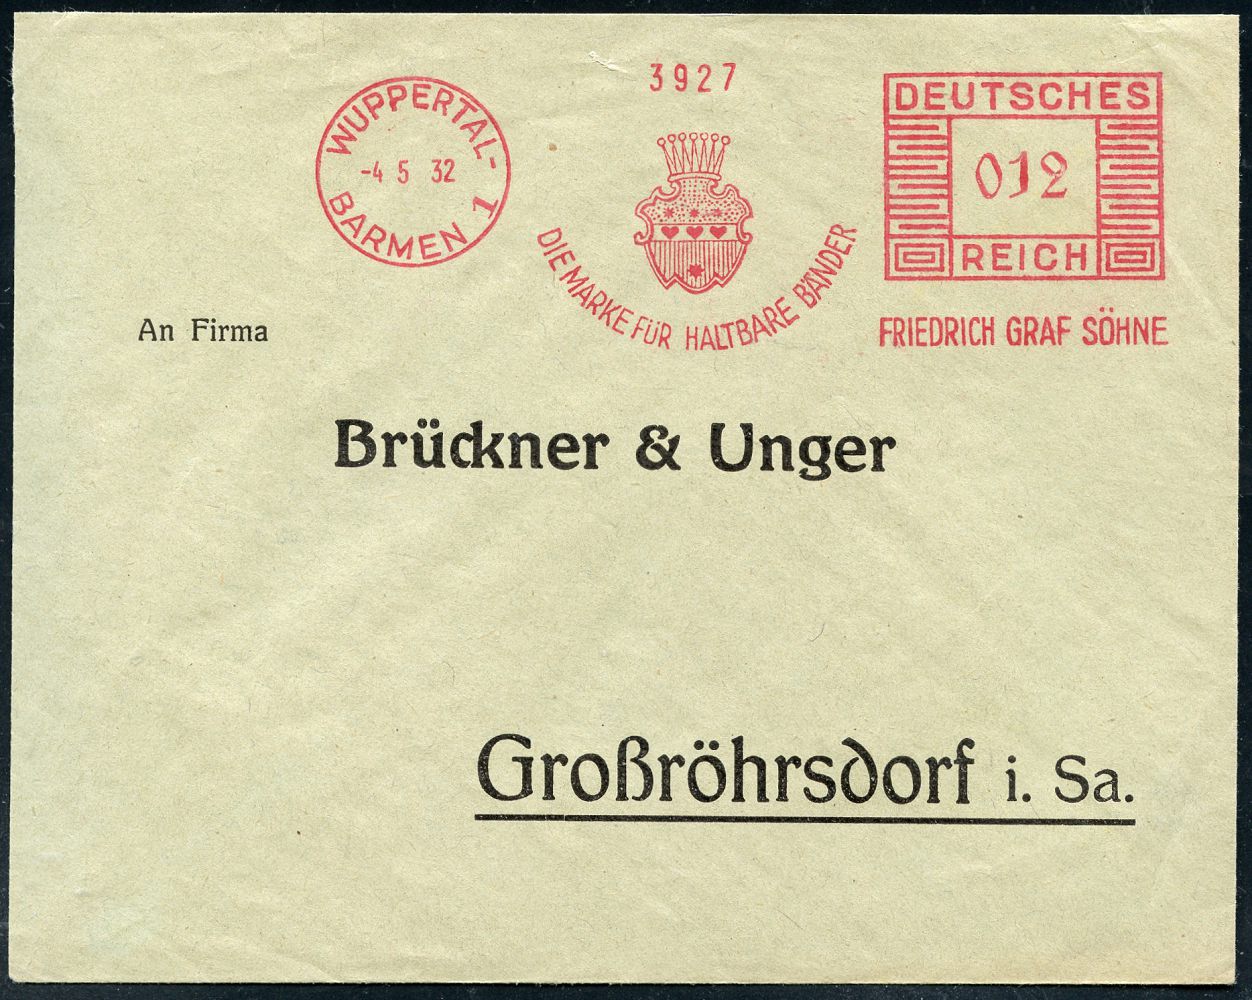 3927
WUPPERTAL-
BARMEN 1
-4 5 32
DIE MARKE FÜR HALTBARE BÄNDER
DEUTSCHES
012
REICH
FRIEDRICH GRAF SÖHNE
An Firma
Brückner & Unger
Großröhrsdorf i. Sa.